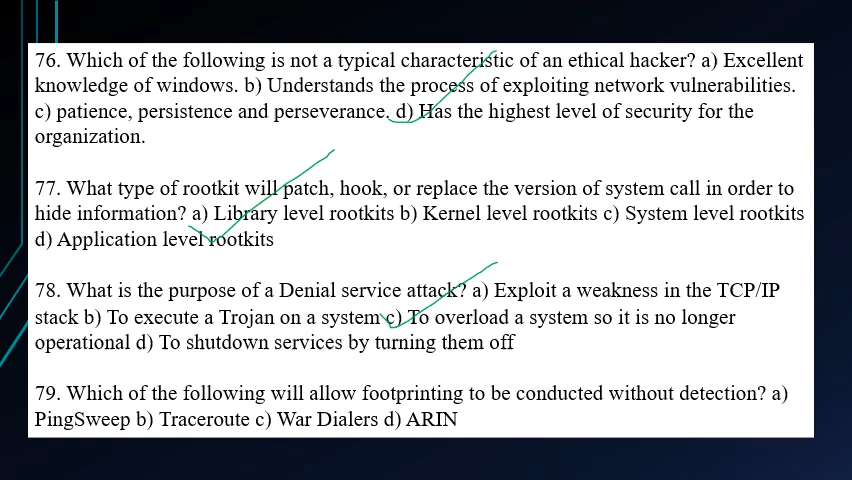 76. Which of the following is not a typical characteristic of an ethical hacker? a) Excellent
knowledge of windows. b) Understands the process of exploiting network vulnerabilities.
c) patience, persistence and perseverance. d) Has the highest level of security for the
organization.
77. What type of rootkit will patch, hook, or replace the version of system call in order to
hide information? a) Library level rootkits b) Kernel level rootkits c) System level rootkits
d) Application level rootkits
78. What is the purpose of a Denial service attack? a) Exploit a weakness in the TCP/IP
stack b) To execute a Trojan on a system c) To overload a system so it is no longer
operational d) To shutdown services by turning them off
79. Which of the following will allow footprinting to be conducted without detection? a)
PingSweep b) Traceroute c) War Dialers d) ARIN